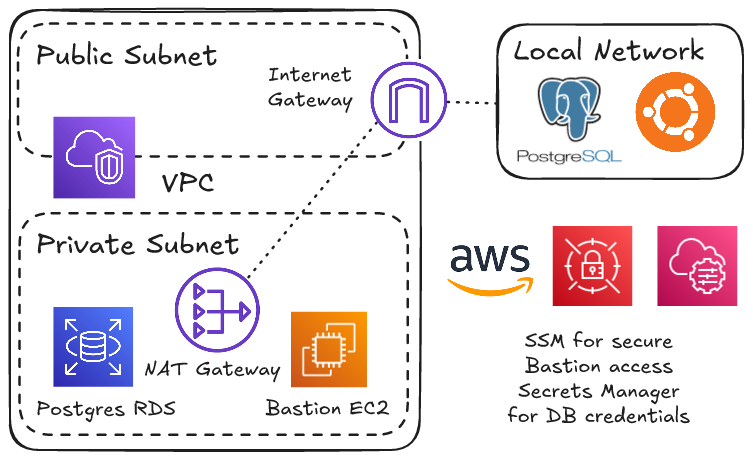 Public Subnet
Internet
Gateway
VPC
Private Subnet
NAT Gateway
Postgres RDS
Bastion EC2
Local Network
PostgreSQL
aws
SSM for secure
Bastion access
Secrets Manager
for DB credentials